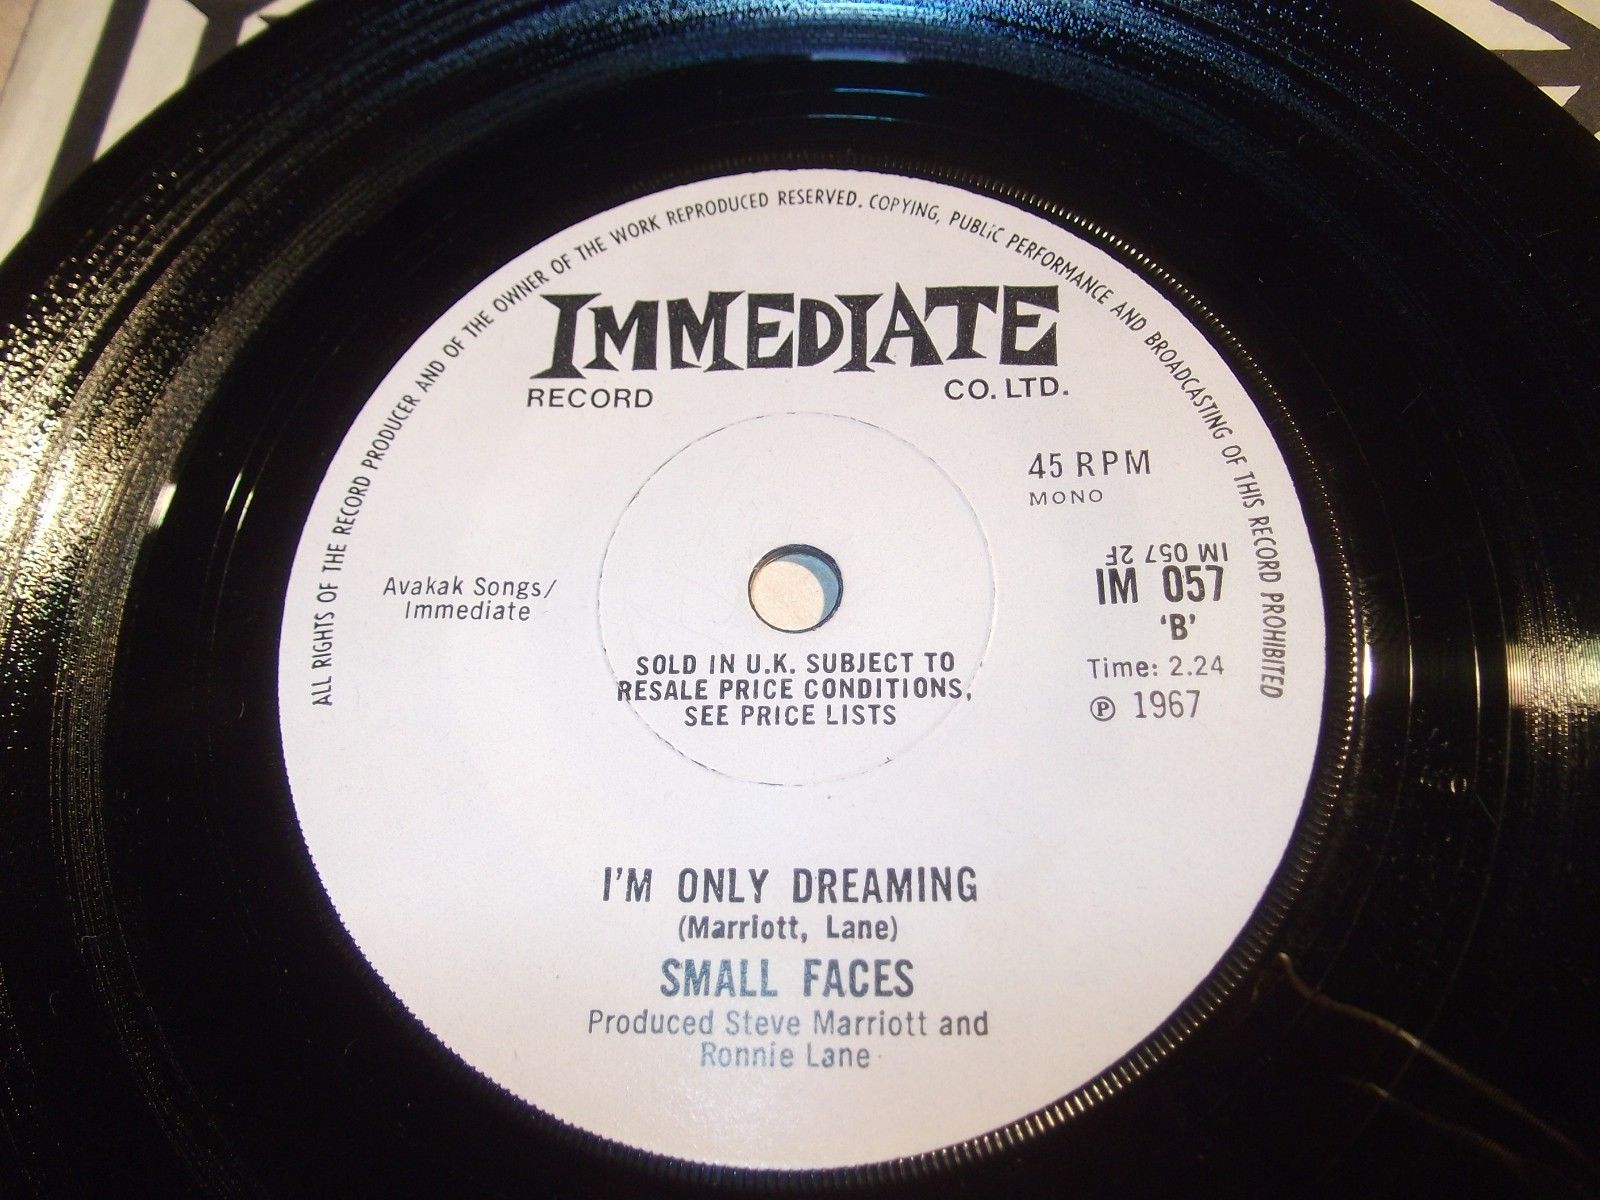 ALL RIGHTS OF THE RECORD PRODUCER AND OF THE OWNER OF THE WORK REPRODUCED RESERVED. COPYING, PUBLIC PERFORMANCE AND BROADCASTING OF THIS RECORD PROHIBITED
IMMEDIATE
RECORD CO. LTD.
45 RPM
MONO
IM 057 2F
IM 057
'B'
Time: 2.24
℗ 1967
Avakak Songs/
Immediate
SOLD IN U.K. SUBJECT TO
RESALE PRICE CONDITIONS,
SEE PRICE LISTS
I'M ONLY DREAMING
(Marriott, Lane)
SMALL FACES
Produced Steve Marriott and
Ronnie Lane